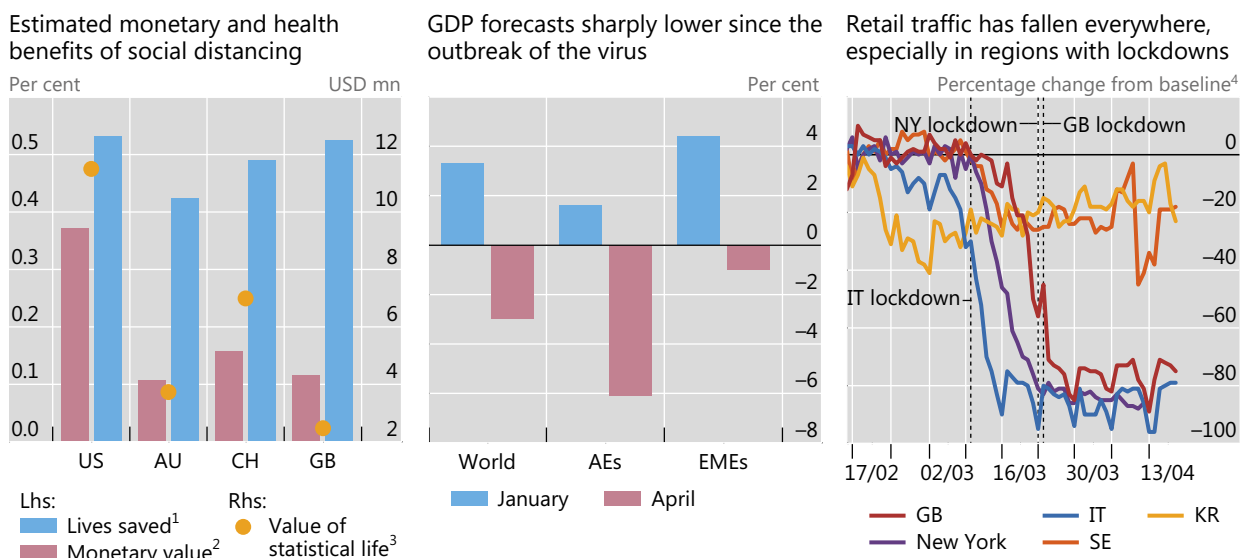 Estimated monetary and health
benefits of social distancing
Per cent USD mn
0.5 12
0.4 10
0.3 8
0.2 6
0.1 4
0.0 2
US AU CH GB
Lhs: Rhs:
Lives saved1 Value of
Monetary value2 statistical life3
GDP forecasts sharply lower since the
outbreak of the virus
Per cent
4
2
0
–2
–4
–6
–8
World AEs EMEs
January April
Retail traffic has fallen everywhere,
especially in regions with lockdowns
Percentage change from baseline4
NY lockdown GB lockdown
0
–20
–40
IT lockdown
–60
–80
–100
17/02 02/03 16/03 30/03 13/04
GB IT KR
New York SE